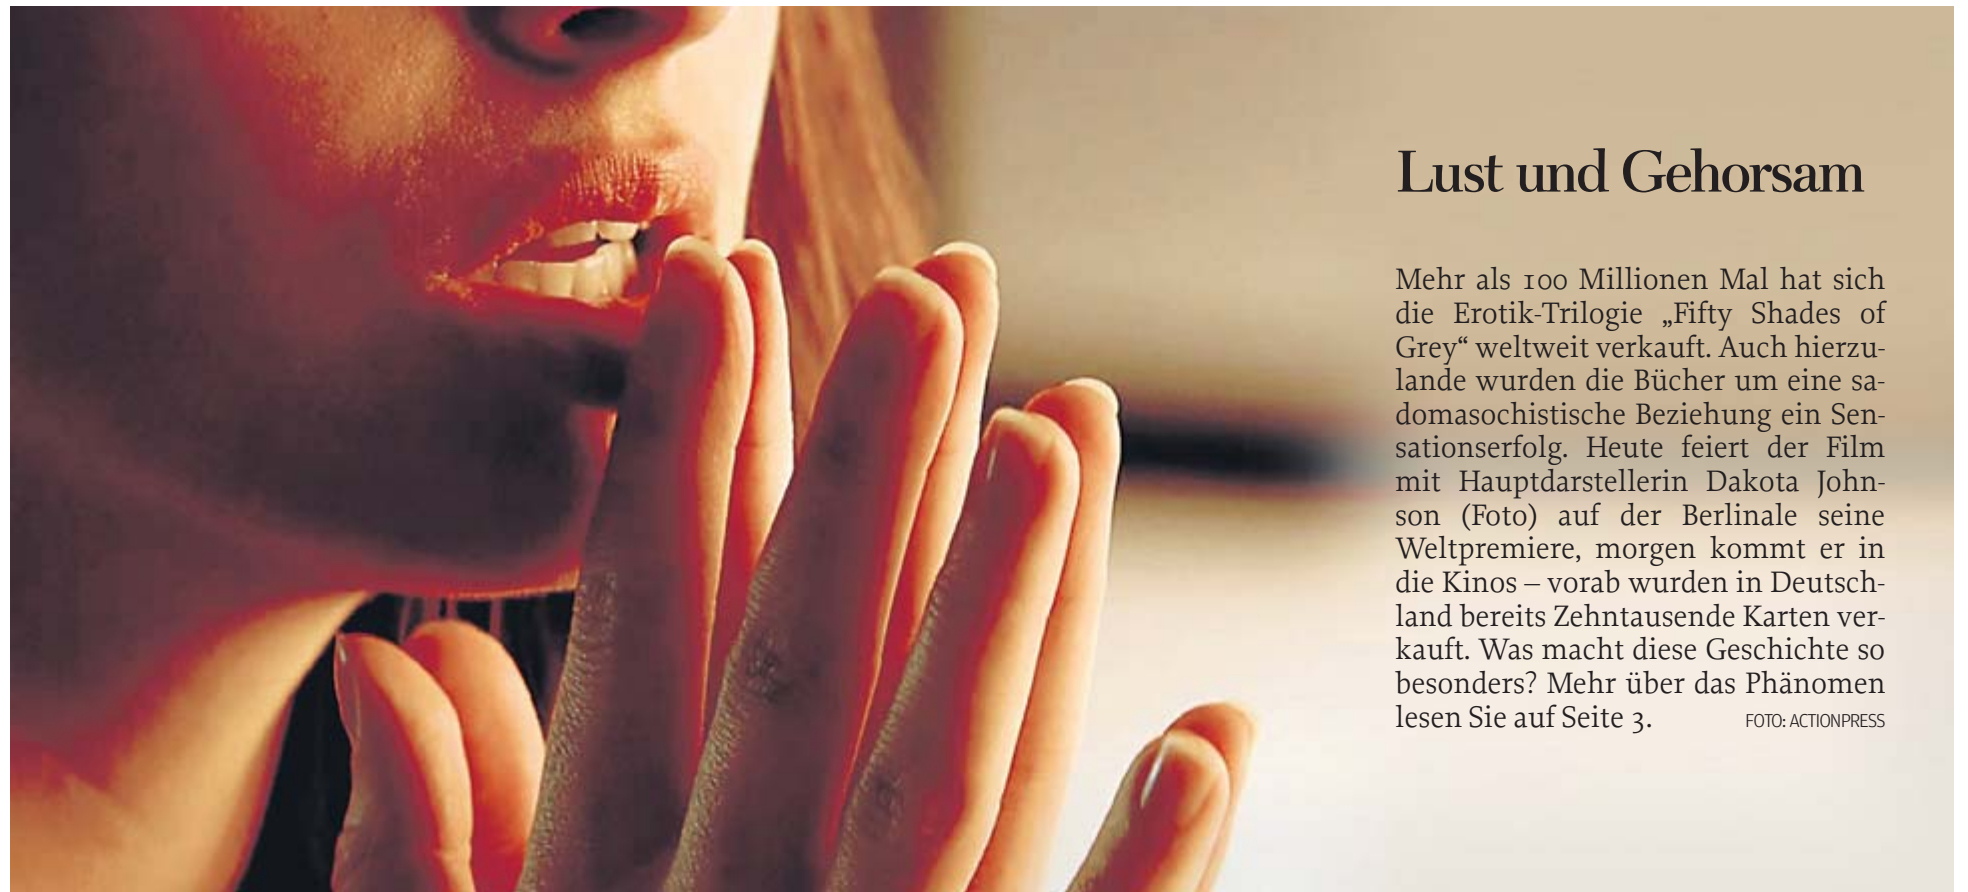 Lust und Gehorsam
Mehr als 100 Millionen Mal hat sich
die Erotik-Trilogie „Fifty Shades of
Grey“ weltweit verkauft. Auch hierzu-
lande wurden die Bücher um eine sa-
domasochistische Beziehung ein Sen-
sationserfolg. Heute feiert der Film
mit Hauptdarstellerin Dakota John-
son (Foto) auf der Berlinale seine
Weltpremiere, morgen kommt er in
die Kinos – vorab wurden in Deutsch-
land bereits Zehntausende Karten ver-
kauft. Was macht diese Geschichte so
besonders? Mehr über das Phänomen
lesen Sie auf Seite 3. FOTO: ACTIONPRESS